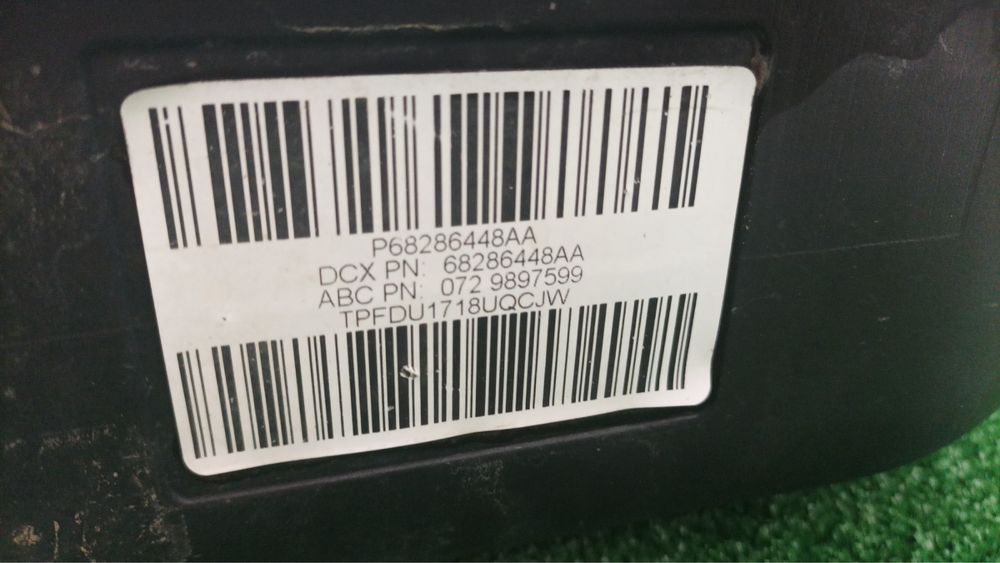 P68286448AA
DCX PN: 68286448AA
ABC PN: 072 9897599
TPFDU1718UQCJW